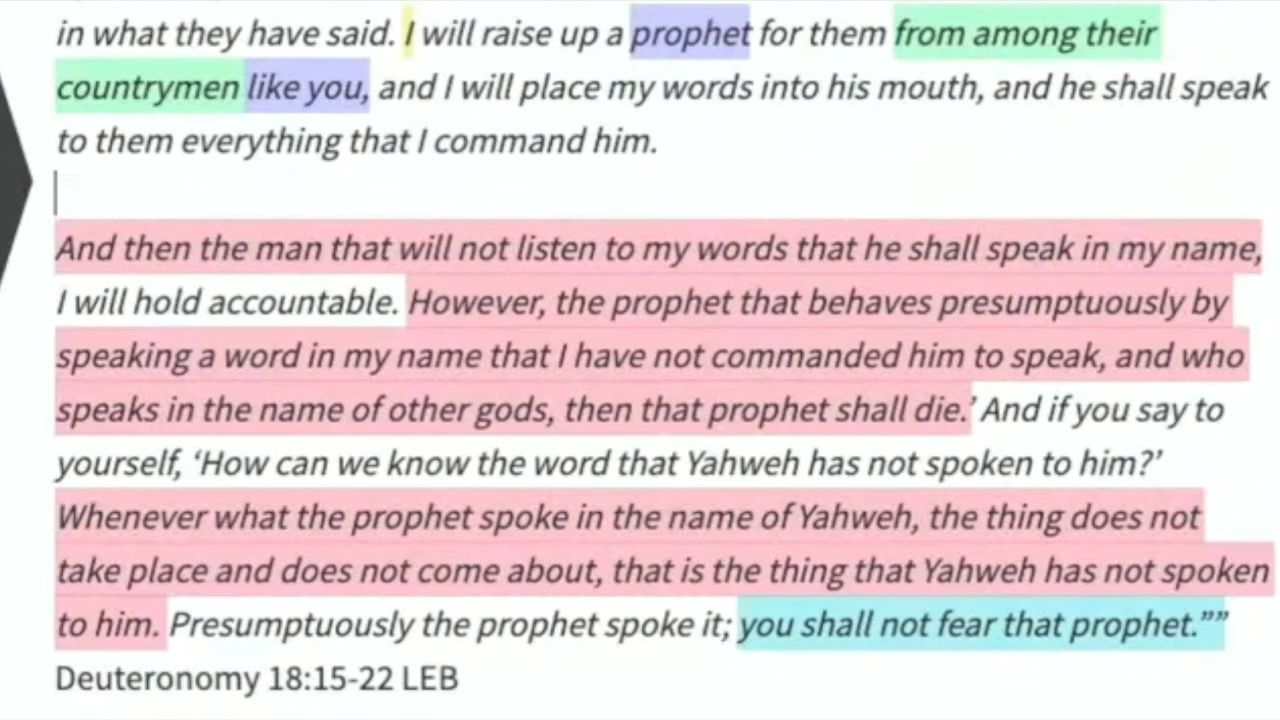 in what they have said. I will raise up a prophet for them from among their
countrymen like you, and I will place my words into his mouth, and he shall speak
to them everything that I command him.
And then the man that will not listen to my words that he shall speak in my name,
I will hold accountable. However, the prophet that behaves presumptuously by
speaking a word in my name that I have not commanded him to speak, and who
speaks in the name of other gods, then that prophet shall die.’ And if you say to
yourself, ‘How can we know the word that Yahweh has not spoken to him?’
Whenever what the prophet spoke in the name of Yahweh, the thing does not
take place and does not come about, that is the thing that Yahweh has not spoken
to him. Presumptuously the prophet spoke it; you shall not fear that prophet.””
Deuteronomy 18:15-22 LEB